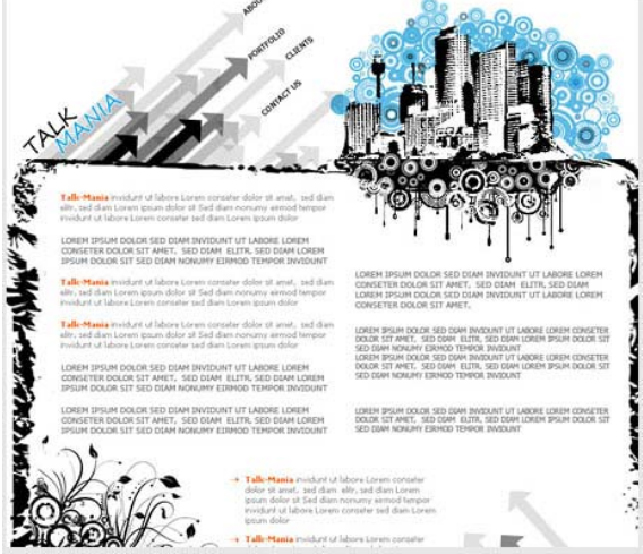 ABOU
PORTFOLIO
CLIENTS
CONTACT US
TALK
MANIA
Talk-Mania invidunt ut labore Lorem conseter dolor sit amet, sed diam
elitr, sed diam Lorem ipsum dolor sit Sed diam nonumy eirmod tempor
invidunt ut labore Lorem conseter sed diam Lorem ipsum dolor
LOREM IPSUM DOLOR SED DIAM INVIDUNT UT LABORE LOREM
CONSETER DOLOR SIT AMET, SED DIAM ELITR, SED DIAM LOREM
IPSUM DOLOR SIT SED DIAM NONUMY EIRMOD TEMPOR INVIDUNT
Talk-Mania invidunt ut labore Lorem conseter dolor sit amet, sed diam
elitr, sed diam Lorem ipsum dolor sit Sed diam nonumy eirmod tempor
invidunt ut labore Lorem conseter sed diam Lorem ipsum dolor
Talk-Mania invidunt ut labore Lorem conseter dolor sit amet, sed diam
elitr, sed diam Lorem ipsum dolor sit Sed diam nonumy eirmod tempor
invidunt ut labore Lorem conseter sed diam Lorem ipsum dolor
LOREM IPSUM DOLOR SED DIAM INVIDUNT UT LABORE LOREM
CONSETER DOLOR SIT AMET, SED DIAM ELITR, SED DIAM LOREM
IPSUM DOLOR SIT SED DIAM NONUMY EIRMOD TEMPOR INVIDUNT
LOREM IPSUM DOLOR SED DIAM INVIDUNT UT LABORE LOREM
CONSETER DOLOR SIT AMET, SED DIAM ELITR, SED DIAM LOREM
IPSUM DOLOR SIT SED DIAM NONUMY EIRMOD TEMPOR INVIDUNT
LOREM IPSUM DOLOR SED DIAM INVIDUNT UT LABORE LOREM
CONSETER DOLOR SIT AMET, SED DIAM ELITR, SED DIAM
LOREM IPSUM DOLOR SED DIAM INVIDUNT UT LABORE LOREM
CONSETER DOLOR SIT AMET,
LOREM IPSUM DOLOR SED DIAM INVIDUNT UT LABORE LOREM CONSETER
DOLOR SIT AMET, SED DIAM ELITR, SED DIAM LOREM IPSUM DOLOR SIT
SED DIAM NONUMY EIRMOD TEMPOR INVIDUNT
LOREM IPSUM DOLOR SED DIAM INVIDUNT UT LABORE LOREM CONSETER
DOLOR SIT AMET, SED DIAM ELITR, SED DIAM LOREM IPSUM DOLOR SIT
SED DIAM NONUMY EIRMOD TEMPOR INVIDUNT
LOREM IPSUM DOLOR SED DIAM INVIDUNT UT LABORE LOREM CONSETER
DOLOR SIT AMET, SED DIAM ELITR, SED DIAM LOREM IPSUM DOLOR SIT
SED DIAM NONUMY EIRMOD TEMPOR INVIDUNT
Talk-Mania invidunt ut labore Lorem conseter
dolor sit amet, sed diam elitr, sed diam Lorem
ipsum dolor sit Sed diam nonumy eirmod tempor
invidunt ut labore Lorem conseter sed diam Lorem
ipsum dolor
Talk-Mania invidunt ut labore Lorem conseter